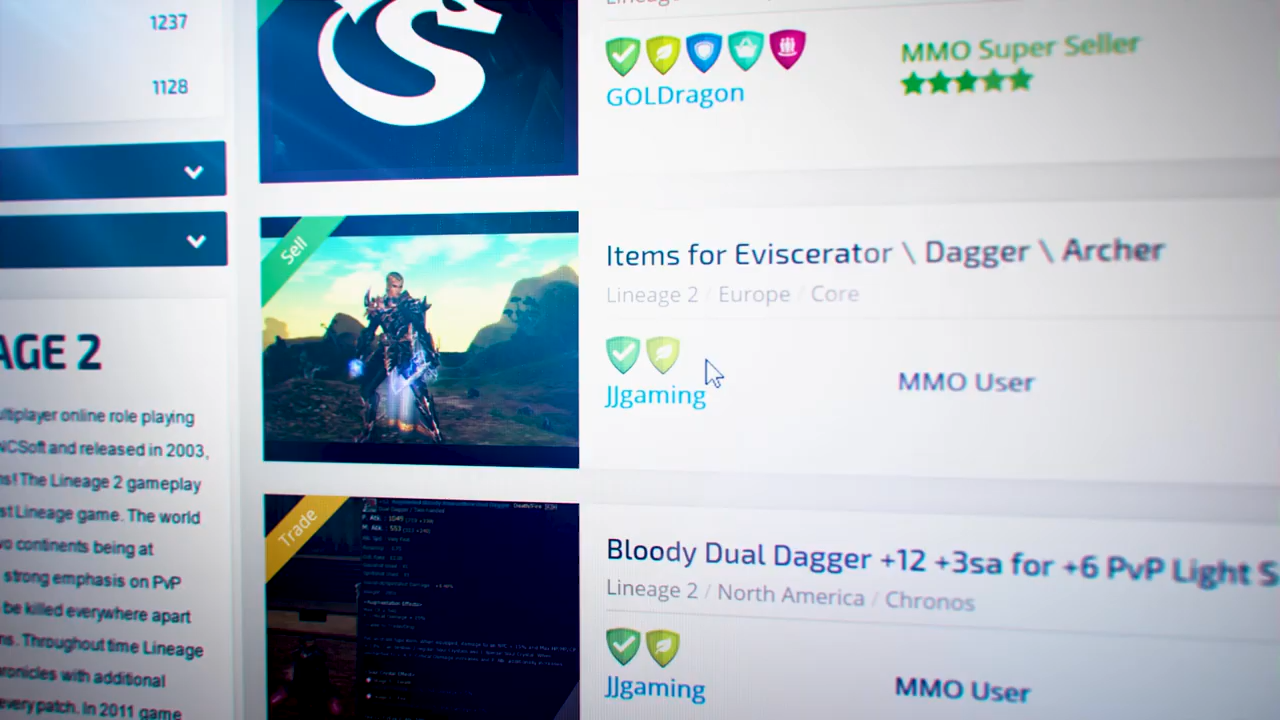 1237
1128
AGE 2
ultiplayer online role playing
NCSoft and released in 2003,
ns! The Lineage 2 gameplay
st Lineage game. The world
wo continents being at
strong emphasis on PvP
be killed everywhere apart
ns. Throughout time Lineage
hronicles with additional
every patch. In 2011 game
MMO Super Seller
GOLDragon
Sell
Items for Eviscerator \ Dagger \ Archer
Lineage 2 / Europe / Core
JJgaming
MMO User
Trade
Bloody Dual Dagger +12 +3sa for +6 PvP Light S
Lineage 2 / North America / Chronos
JJgaming
MMO User